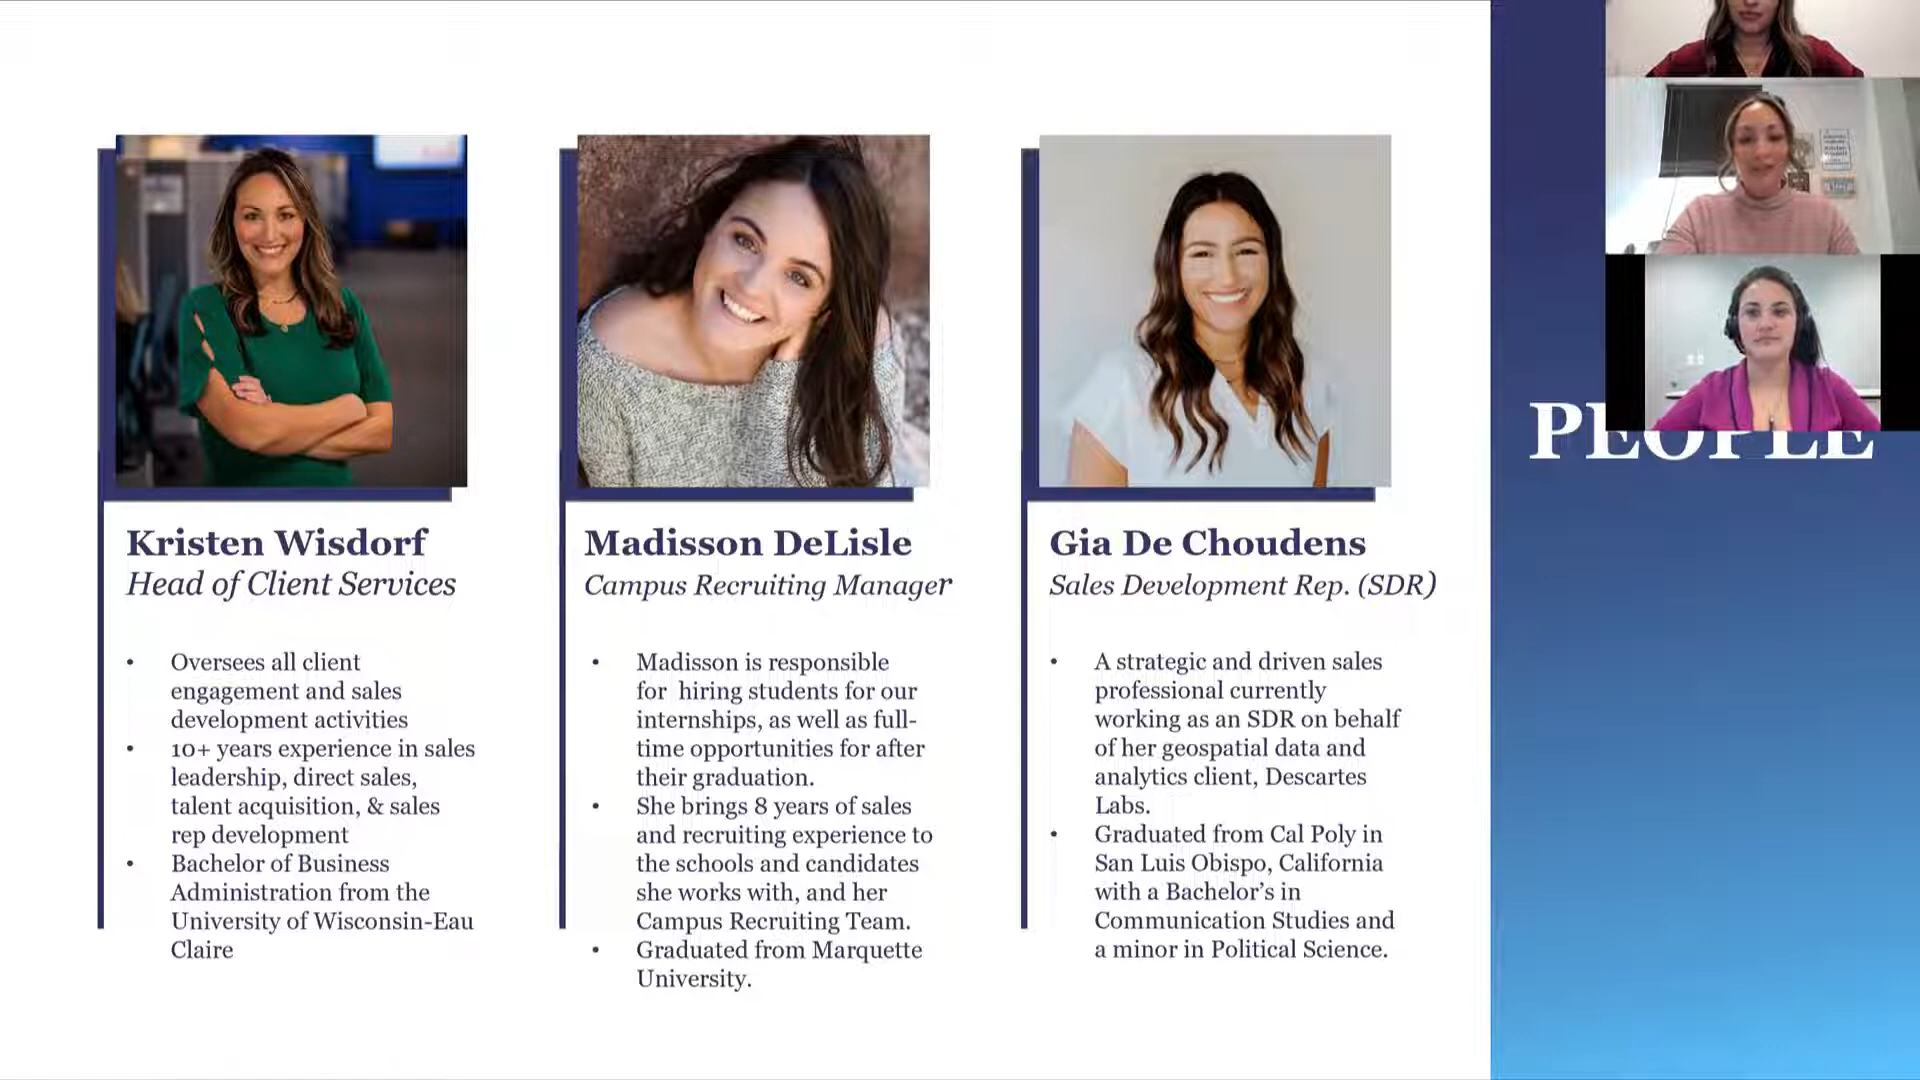 Kristen Wisdorf
Head of Client Services
• Oversees all client
engagement and sales
development activities
• 10+ years experience in sales
leadership, direct sales,
talent acquisition, & sales
rep development
• Bachelor of Business
Administration from the
University of Wisconsin-Eau
Claire
Madisson DeLisle
Campus Recruiting Manager
• Madisson is responsible
for hiring students for our
internships, as well as full-
time opportunities for after
their graduation.
• She brings 8 years of sales
and recruiting experience to
the schools and candidates
she works with, and her
Campus Recruiting Team.
• Graduated from Marquette
University.
Gia De Choudens
Sales Development Rep. (SDR)
• A strategic and driven sales
professional currently
working as an SDR on behalf
of her geospatial data and
analytics client, Descartes
Labs.
• Graduated from Cal Poly in
San Luis Obispo, California
with a Bachelor's in
Communication Studies and
a minor in Political Science.
PEOPLE